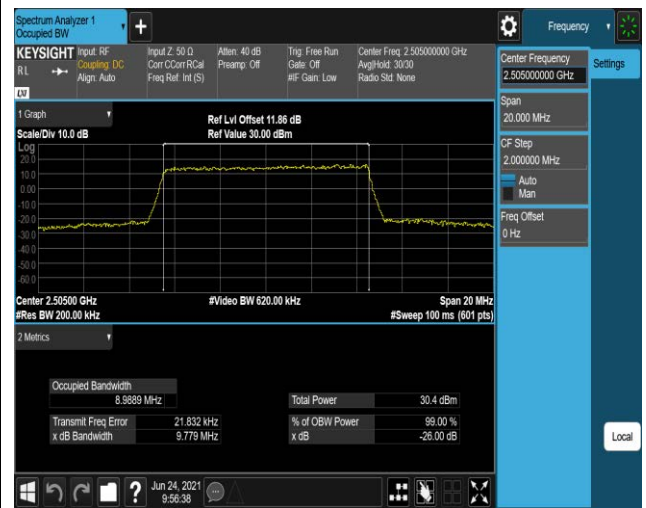 Spectrum Analyzer 1
Occupied BW
Frequency
KEYSIGHT
RL
LXI
Input: RF
Coupling: DC
Align: Auto
Input Z: 50 Ω
Corr CCorr RCal
Freq Ref: Int (S)
Atten: 40 dB
Preamp: Off
Trig: Free Run
Gate: Off
#IF Gain: Low
Center Freq: 2.505000000 GHz
Avg|Hold: 30/30
Radio Std: None
Center Frequency
2.505000000 GHz
Settings
Span
20.000 MHz
CF Step
2.000000 MHz
Auto
Man
Freq Offset
0 Hz
1 Graph
Scale/Div 10.0 dB
Ref Lvl Offset 11.86 dB
Ref Value 30.00 dBm
Log
20.0
10.0
0.00
-10.0
-20.0
-30.0
-40.0
-50.0
-60.0
Center 2.50500 GHz
#Video BW 620.00 kHz
Span 20 MHz
#Res BW 200.00 kHz
#Sweep 100 ms (601 pts)
2 Metrics
Occupied Bandwidth
8.9889 MHz
Total Power 30.4 dBm
Transmit Freq Error 21.832 kHz
% of OBW Power 99.00 %
x dB Bandwidth 9.779 MHz
x dB -26.00 dB
Local
?
Jun 24, 2021
9:56:38